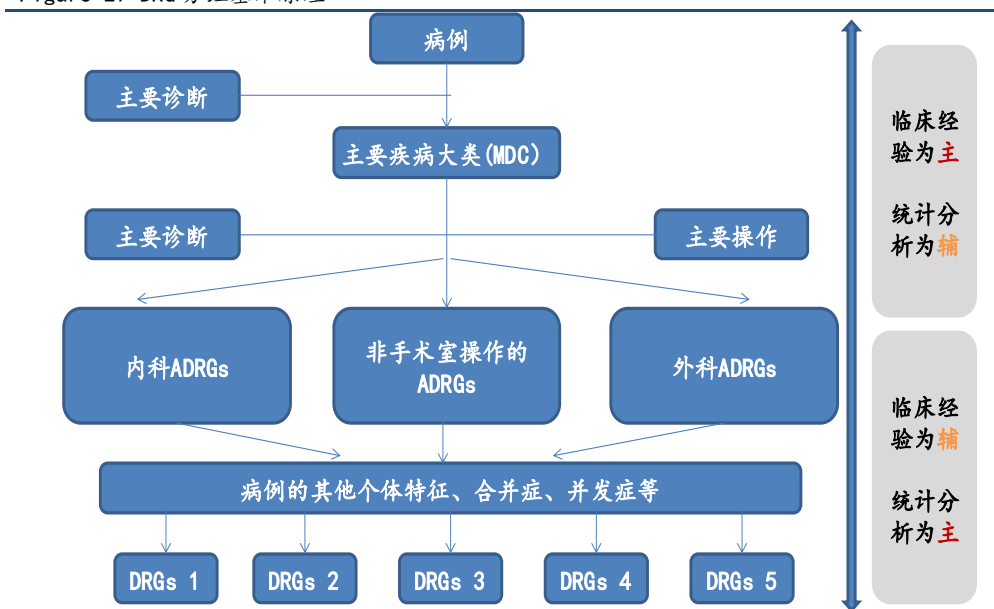 病例
主要诊断
主要疾病大类(MDC)
主要诊断
主要操作
内科ADRGs
非手术室操作的
ADRGs
外科ADRGs
病例的其他个体特征、合并症、并发症等
DRGs 1
DRGs 2
DRGs 3
DRGs 4
DRGs 5
临床经
验为主
统计分
析为辅
临床经
验为辅
统计分
析为主